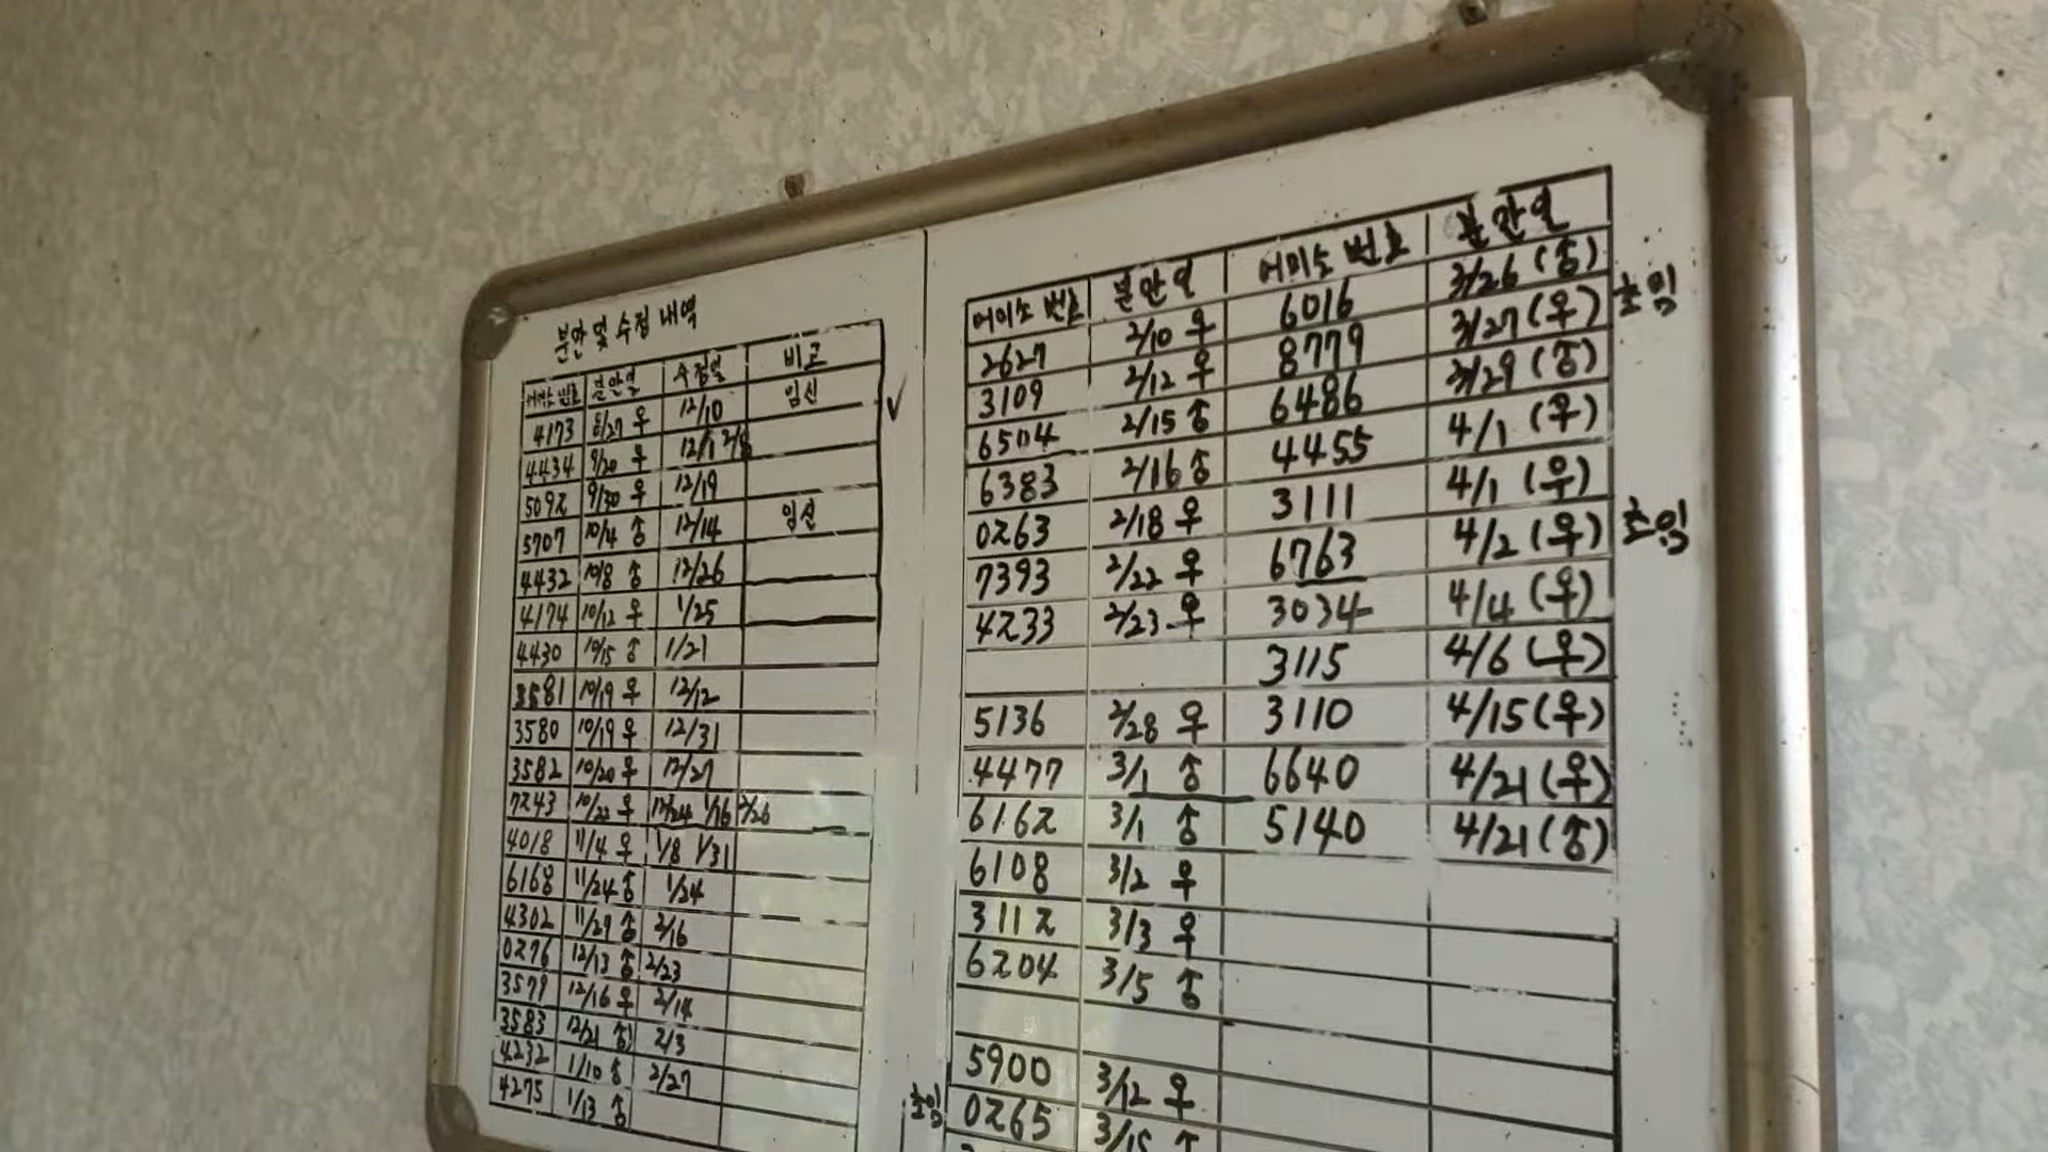 분만 및 수정 내역
어미소 번호 분만일 수정일 비고
4173 8/27 우 12/10 임신
4434 9/20 우 12/1 2/8
5092 9/30 우 12/19
5707 10/4 송 12/14 임신
4432 10/8 송 12/26
4174 10/12 우 1/25
4430 10/15 송 1/21
3581 10/19 우 12/12
3580 10/19 우 12/31
3582 10/20 우 12/27
7243 10/22 우 12/24 1/16 2/26
4018 11/4 우 1/8 1/31
6168 11/24 송 1/24
4302 11/29 송 2/16
0276 12/13 송 2/23
3579 12/16 우 2/14
3583 12/21 송 2/3
4232 1/10 송 2/27
4275 1/13 송
어미소 번호 분만일
2627 2/10 우
3109 2/12 우
6504 2/15 송
6383 2/16 송
0263 2/18 우
7393 2/22 우
4233 2/23 우
5136 2/28 우
4477 3/1 송
6162 3/1 송
6108 3/2 우
3112 3/3 우
6204 3/5 송
5900 3/12 우
초임 0265 3/15
어미소 번호 분만일
6016 3/26 (송)
8779 3/27 (우) 초임
6486 3/29 (송)
4455 4/1 (우)
3111 4/1 (우)
6763 4/2 (우) 초임
3034 4/4 (우)
3115 4/6 (우)
3110 4/15 (우)
6640 4/21 (우)
5140 4/21 (송)